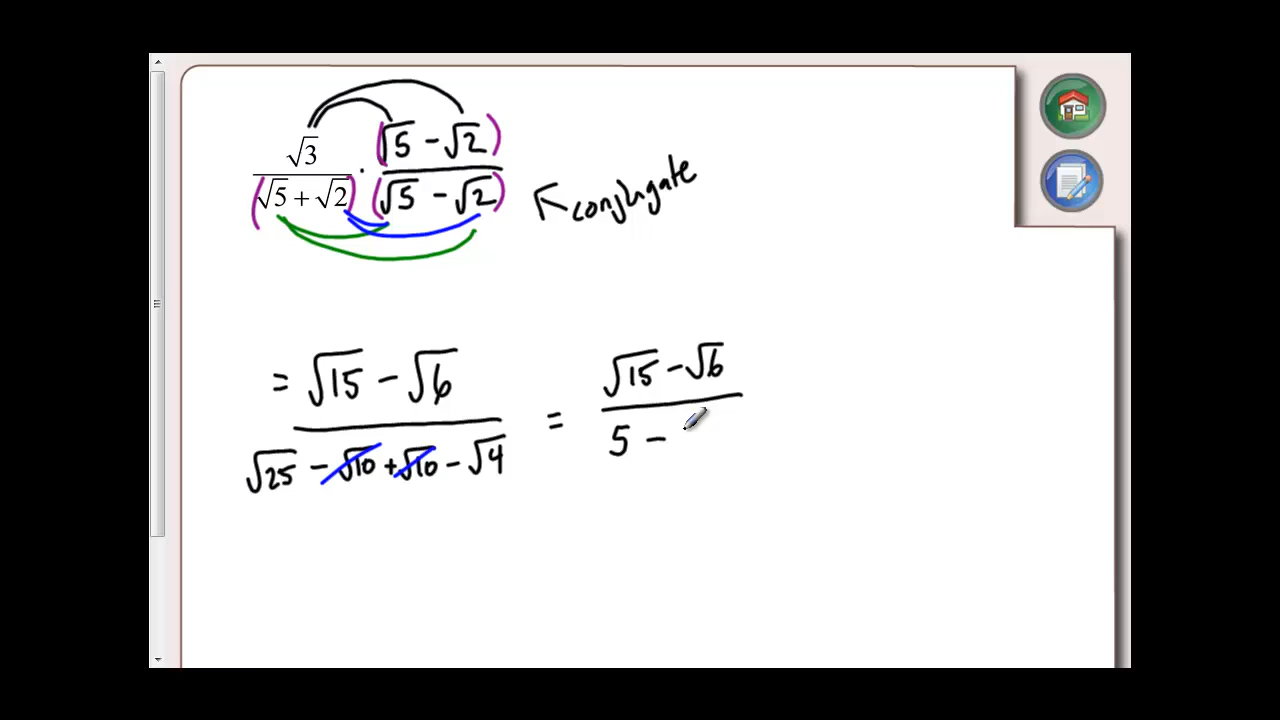 √3 / (√5 + √2) · (√5 − √2) / (√5 − √2) ↖ conjugate
= √15 − √6 / √25 − √10 + √10 − √4 = √15 − √6 / 5 −